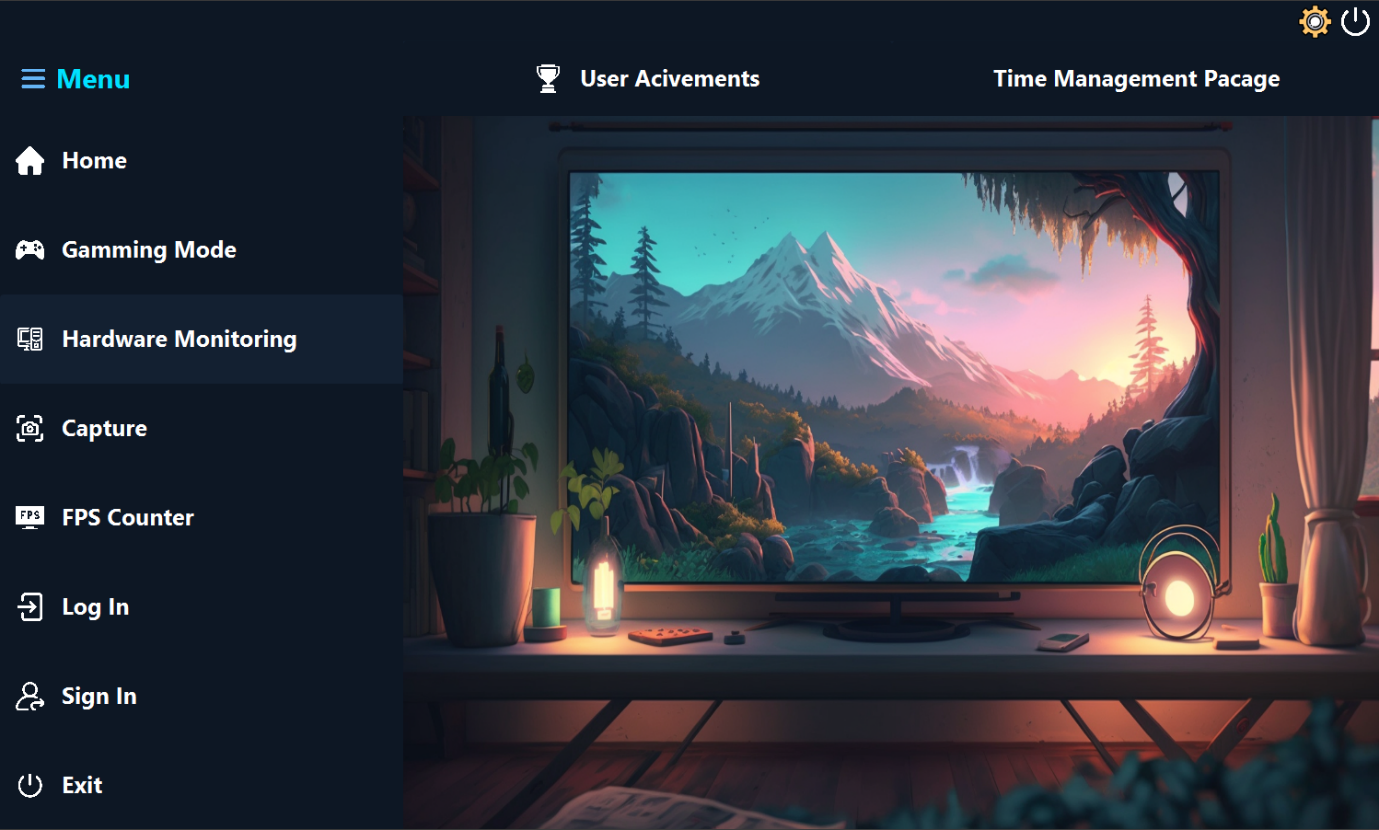 Menu
User Acivements
Time Management Pacage
Home
Gamming Mode
Hardware Monitoring
Capture
FPS
FPS Counter
Log In
Sign In
Exit